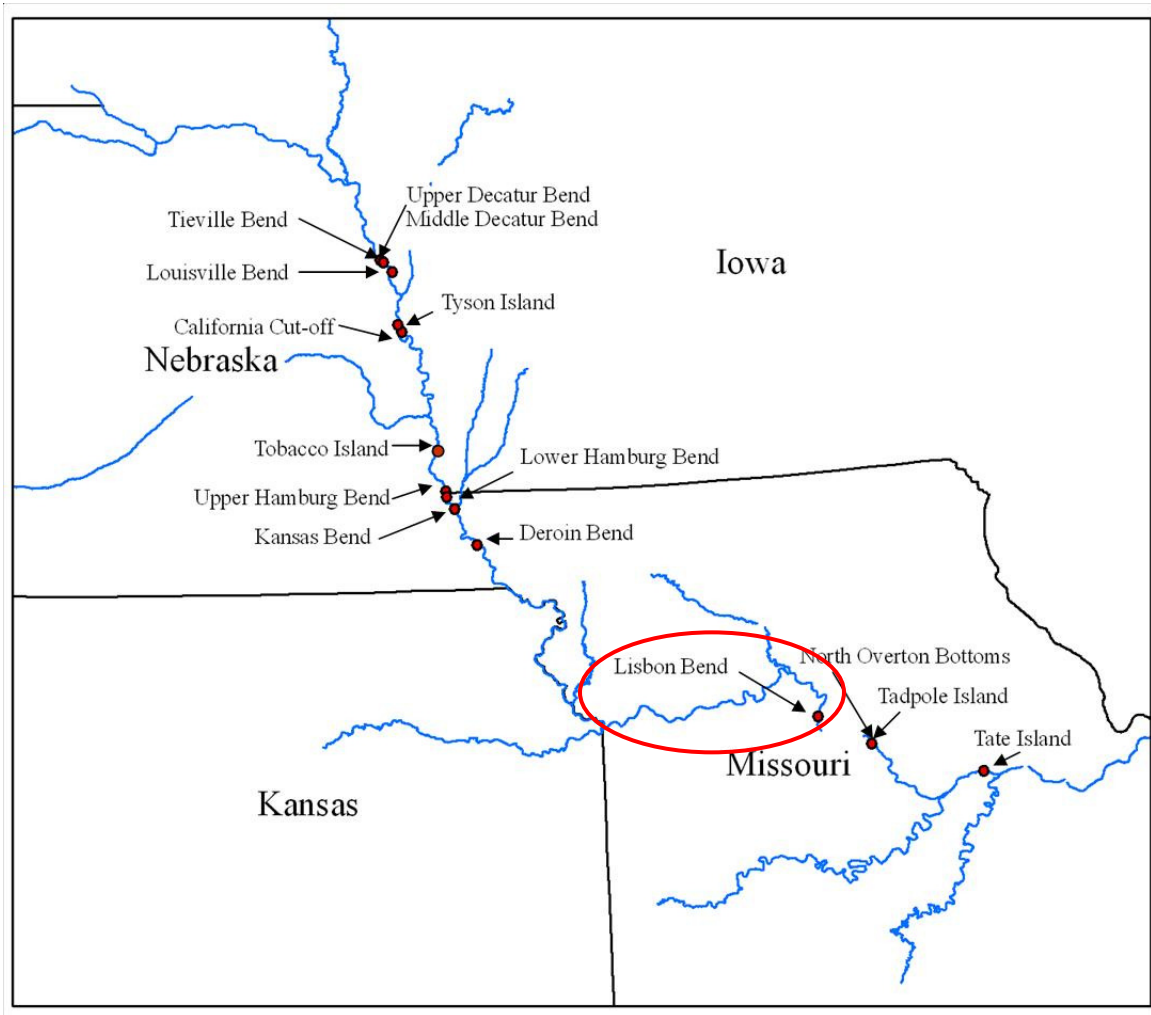 Upper Decatur Bend
Middle Decatur Bend
Tieville Bend
Louisville Bend
Iowa
Tyson Island
California Cut-off
Nebraska
Tobacco Island
Lower Hamburg Bend
Upper Hamburg Bend
Kansas Bend
Deroin Bend
Lisbon Bend
North Overton Bottoms
Tadpole Island
Tate Island
Missouri
Kansas